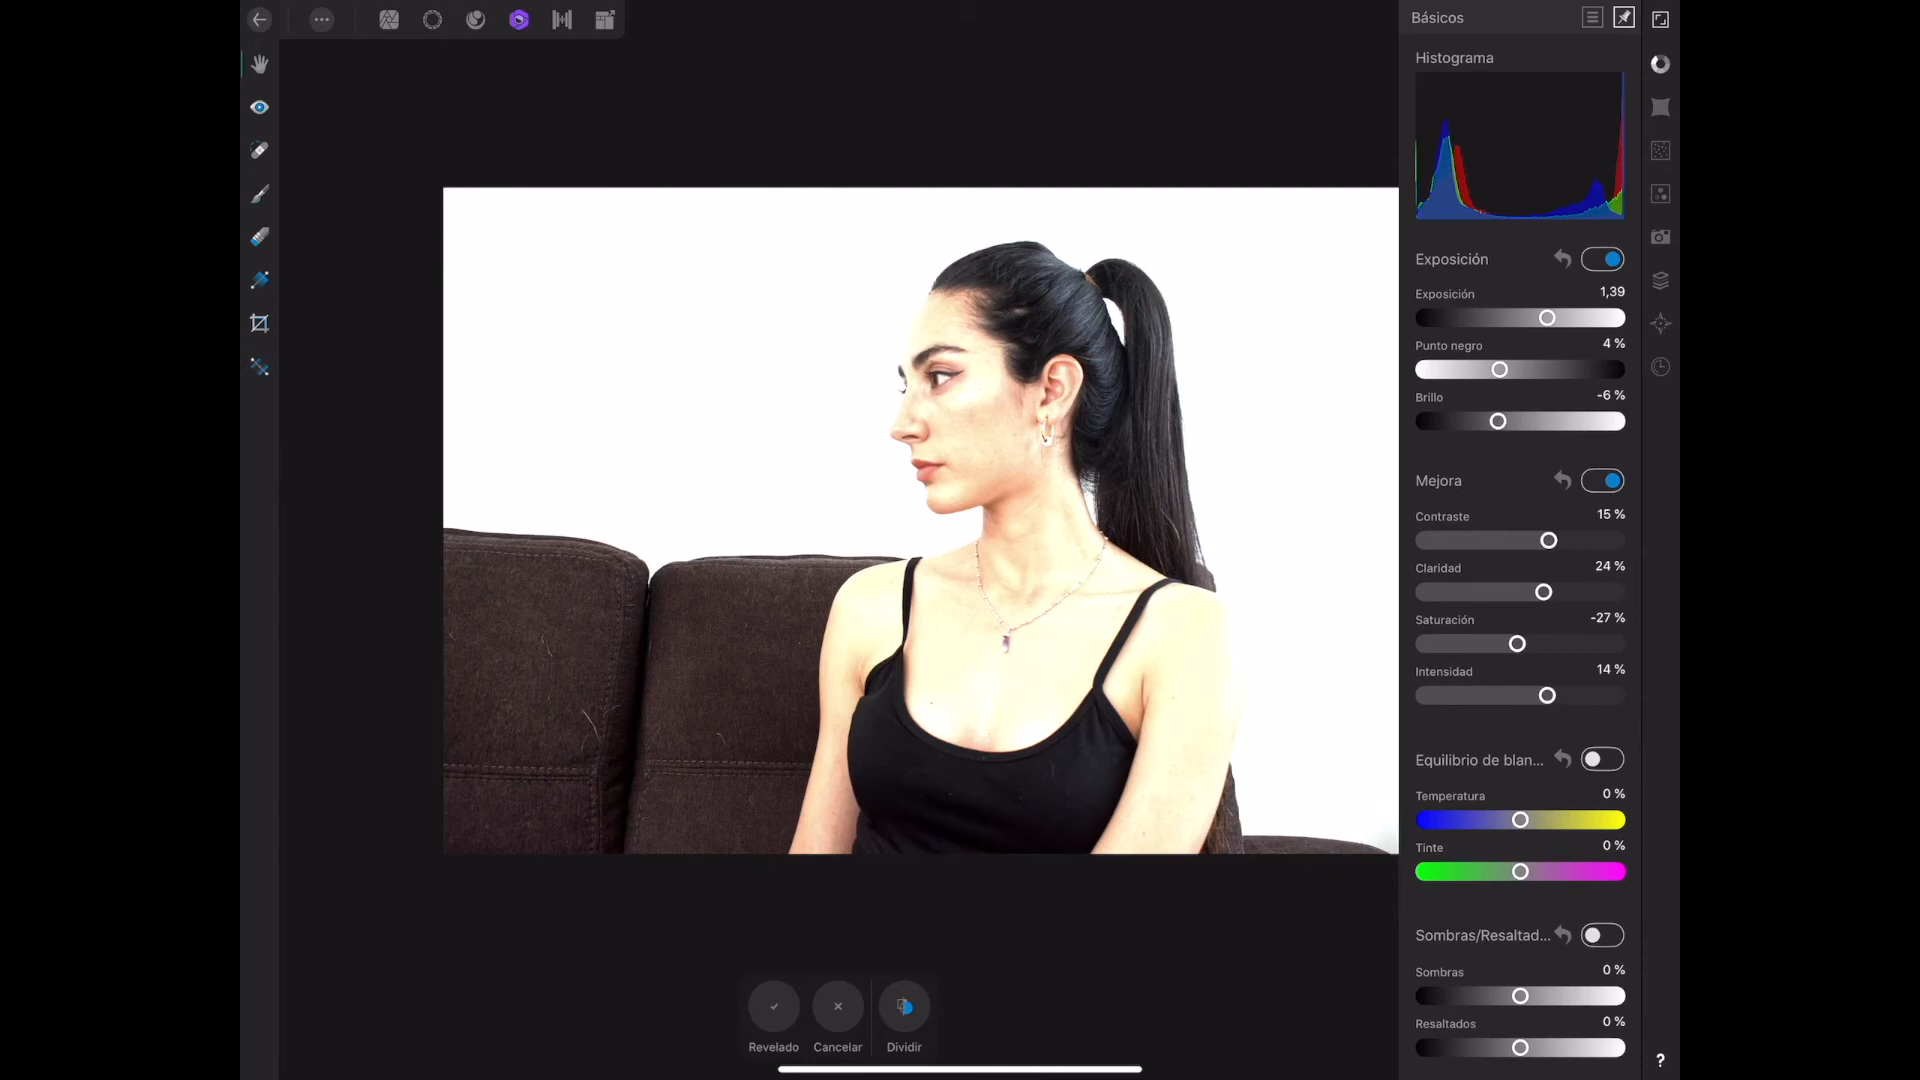 Básicos
Histograma
Exposición
Exposición 1,39
Punto negro 4 %
Brillo -6 %
Mejora
Contraste 15 %
Claridad 24 %
Saturación -27 %
Intensidad 14 %
Equilibrio de blan...
Temperatura 0 %
Tinte 0 %
Sombras/Resaltad...
Sombras 0 %
Resaltados 0 %
Revelado Cancelar Dividir
?